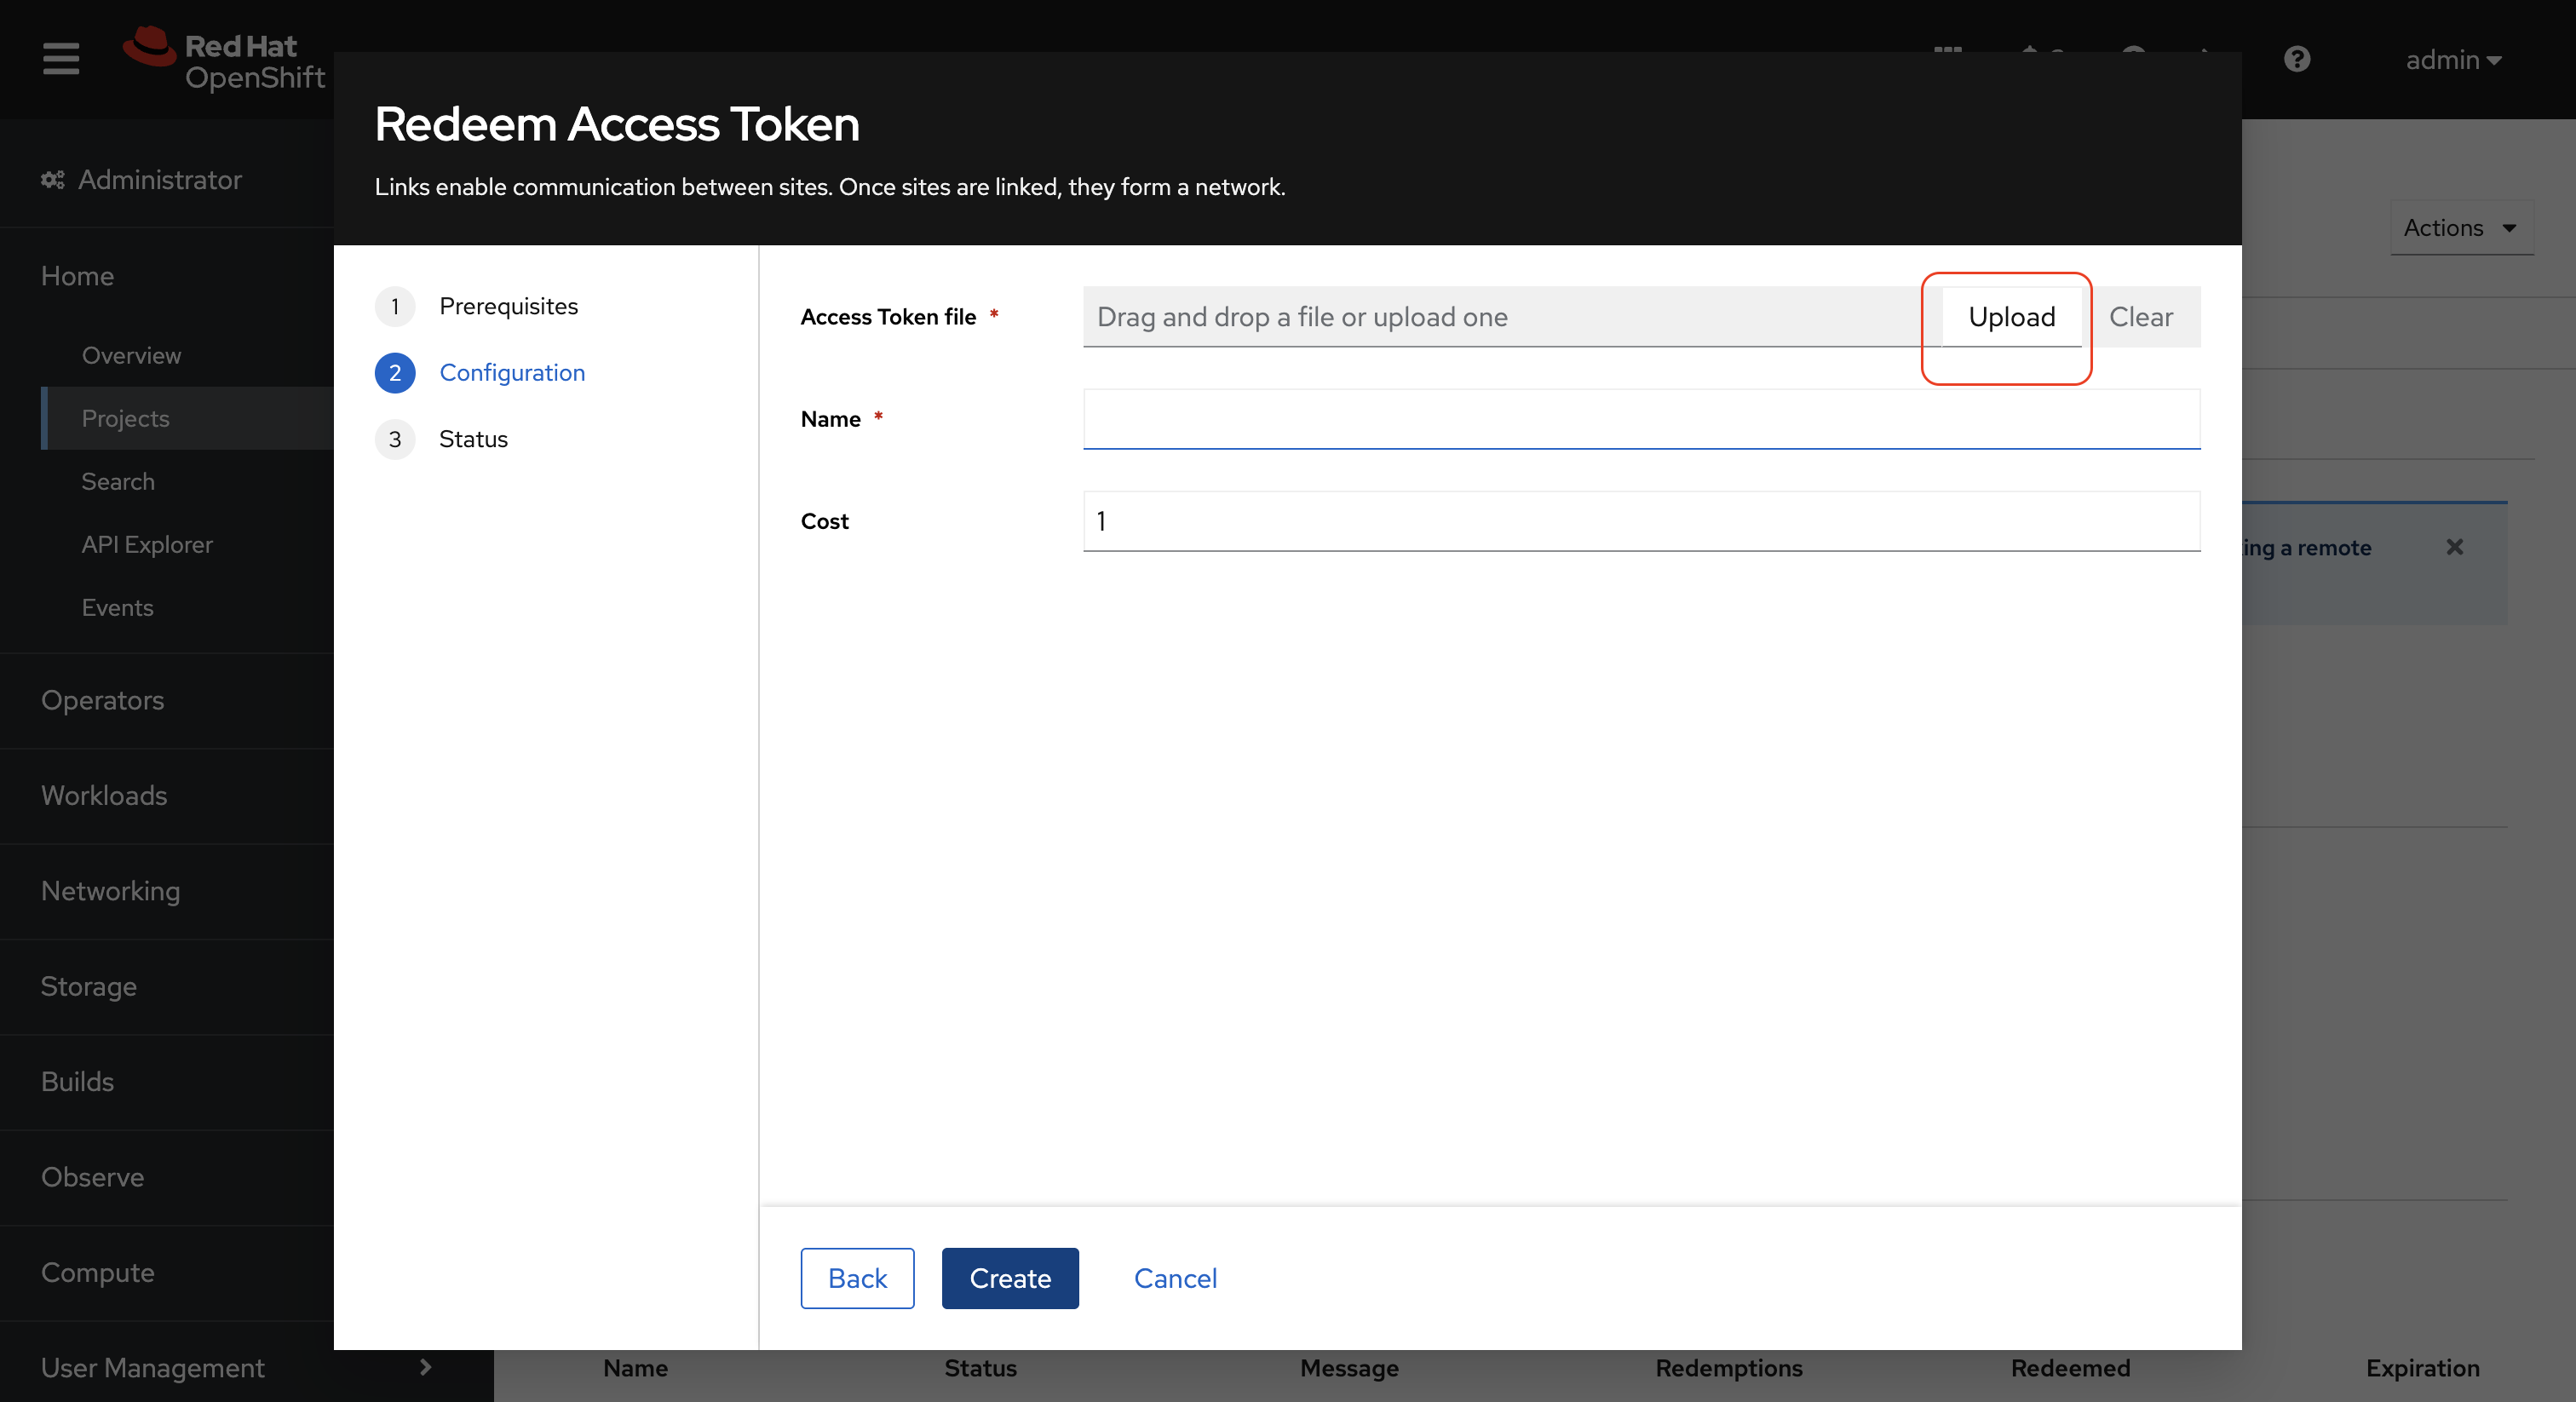 Red Hat
OpenShift
admin
Redeem Access Token
Links enable communication between sites. Once sites are linked, they form a network.
Administrator
Home
Overview
Projects
Search
API Explorer
Events
Operators
Workloads
Networking
Storage
Builds
Observe
Compute
User Management
1 Prerequisites
2 Configuration
3 Status
Access Token file *
Drag and drop a file or upload one
Upload
Clear
Name *
Cost
1
Back
Create
Cancel
Actions
a remote
Name Status Message Redemptions Redeemed Expiration